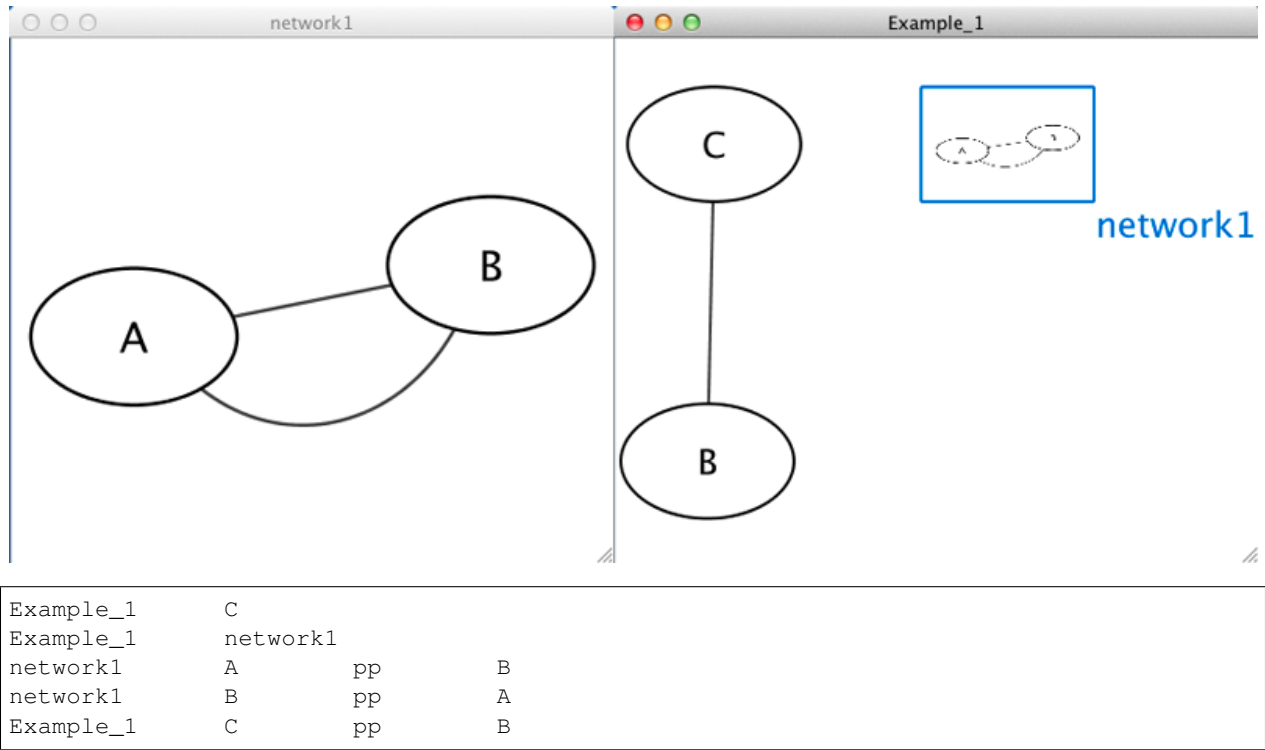 network1
A
B
Example_1
C
A
network1
B
Example_1 C
Example_1 network1
network1 A pp B
network1 B pp A
Example_1 C pp B